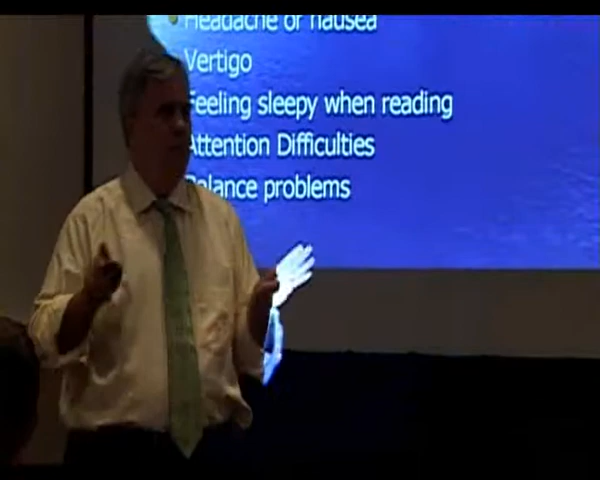 Headache or nausea
Vertigo
Feeling sleepy when reading
Attention Difficulties
Balance problems